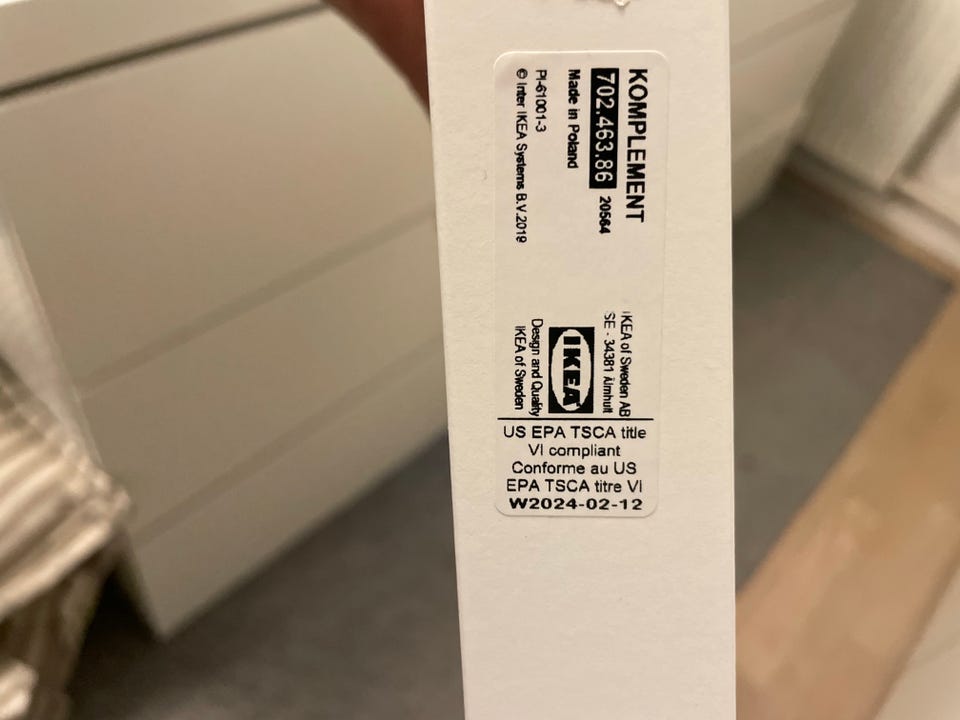 KOMPLEMENT
702.463.86 20564
Made in Poland
PI-61001-3
© Inter IKEA Systems B.V.2019
IKEA of Sweden AB
SE - 34381 Älmhult
IKEA
Design and Quality
IKEA of Sweden
US EPA TSCA title
VI compliant
Conforme au US
EPA TSCA titre VI
W2024-02-12